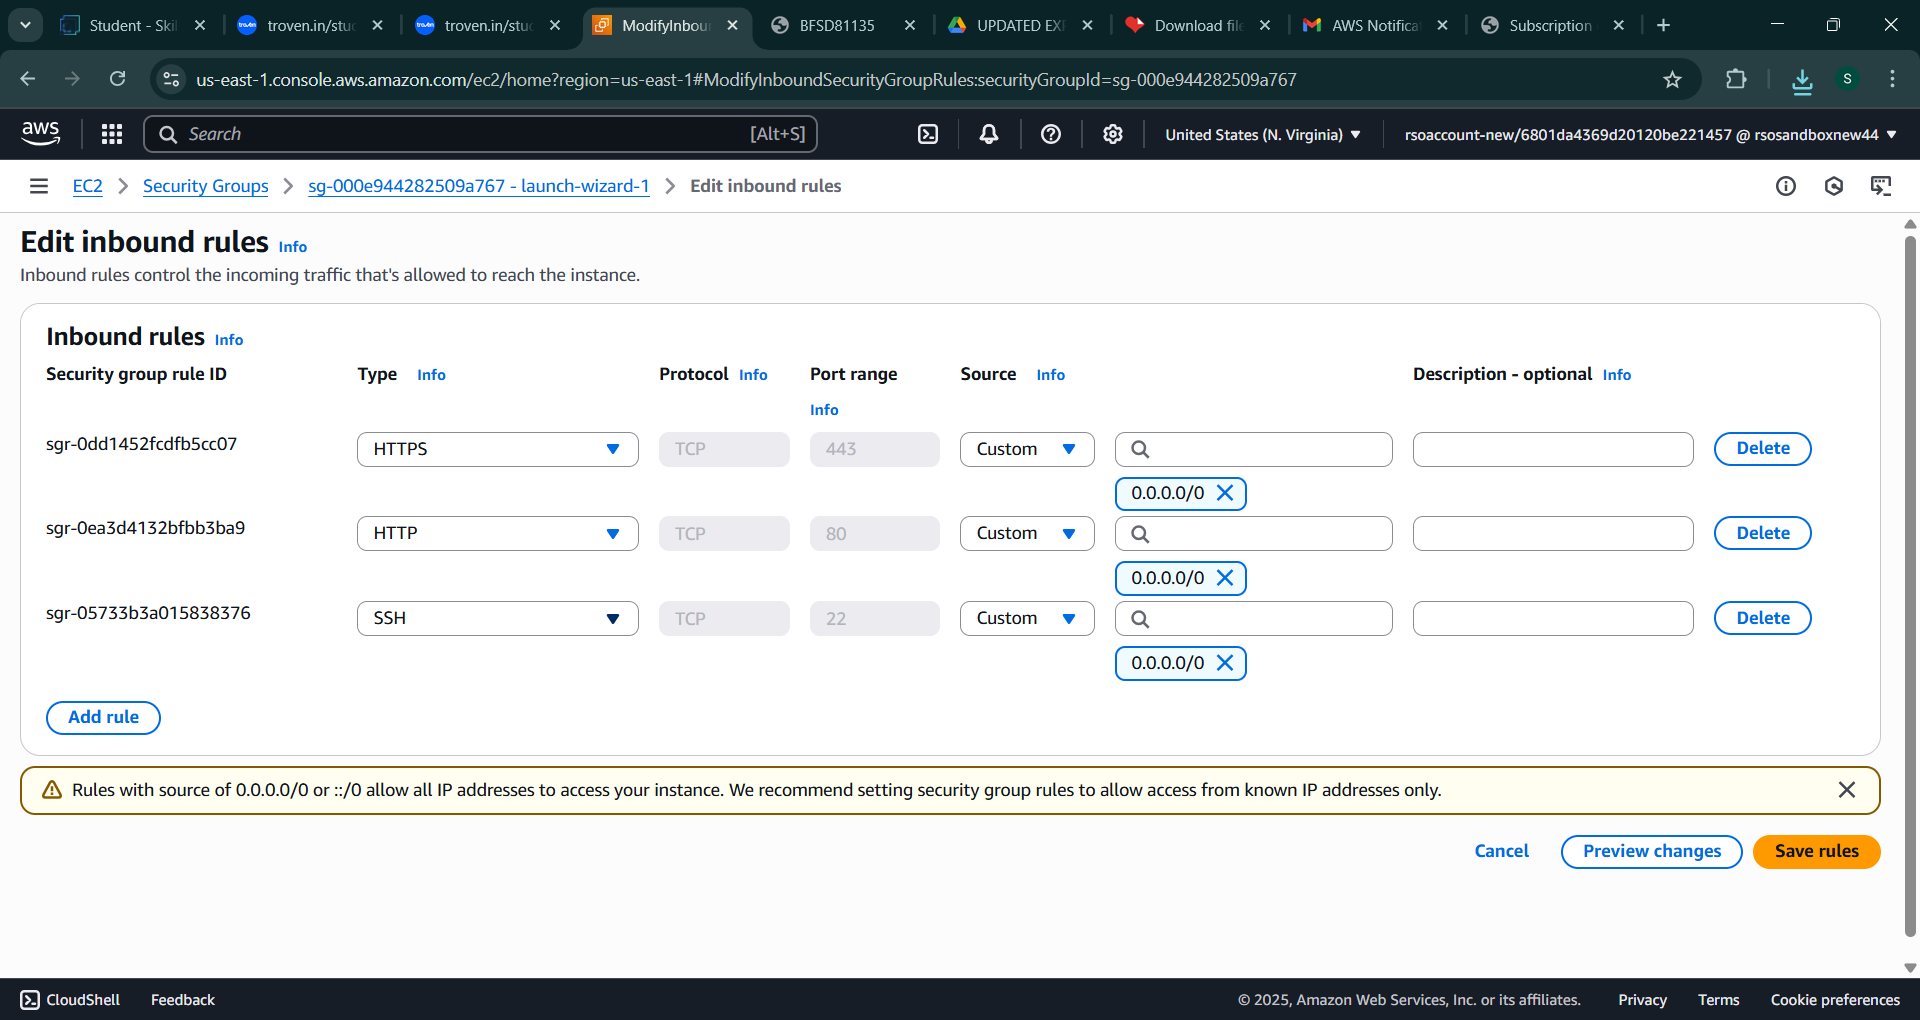 Student - Skil
troven.in/stud
troven.in/stud
ModifyInbour
BFSD81135
UPDATED EXP
Download file
AWS Notifica
Subscription
us-east-1.console.aws.amazon.com/ec2/home?region=us-east-1#ModifyInboundSecurityGroupRules:securityGroupId=sg-000e944282509a767
S
aws
Search
[Alt+S]
United States (N. Virginia)
rsoaccount-new/6801da4369d20120be221457 @ rsosandboxnew44
EC2 Security Groups sg-000e944282509a767 - launch-wizard-1 Edit inbound rules
Edit inbound rules Info
Inbound rules control the incoming traffic that's allowed to reach the instance.
Inbound rules Info
Security group rule ID Type Info Protocol Info Port range Source Info Description - optional Info
Info
sgr-0dd1452fcdfb5cc07 HTTPS TCP 443 Custom Delete
0.0.0.0/0
sgr-0ea3d4132bfbb3ba9 HTTP TCP 80 Custom Delete
0.0.0.0/0
sgr-05733b3a015838376 SSH TCP 22 Custom Delete
0.0.0.0/0
Add rule
Rules with source of 0.0.0.0/0 or ::/0 allow all IP addresses to access your instance. We recommend setting security group rules to allow access from known IP addresses only.
Cancel Preview changes Save rules
CloudShell Feedback © 2025, Amazon Web Services, Inc. or its affiliates. Privacy Terms Cookie preferences